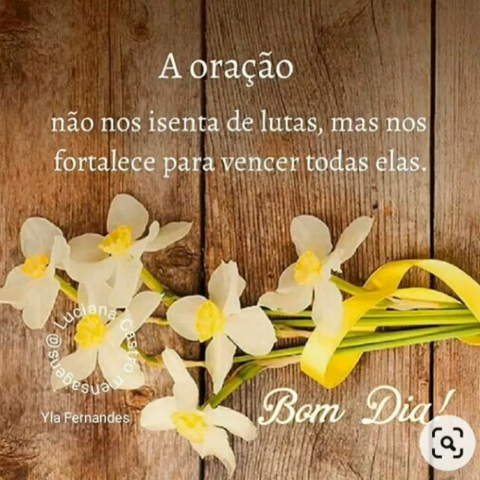 A oração
não nos isenta de lutas, mas nos
fortalece para vencer todas elas.
mensagens@ Luciana Castro
Yla Fernandes
Bom Dia!